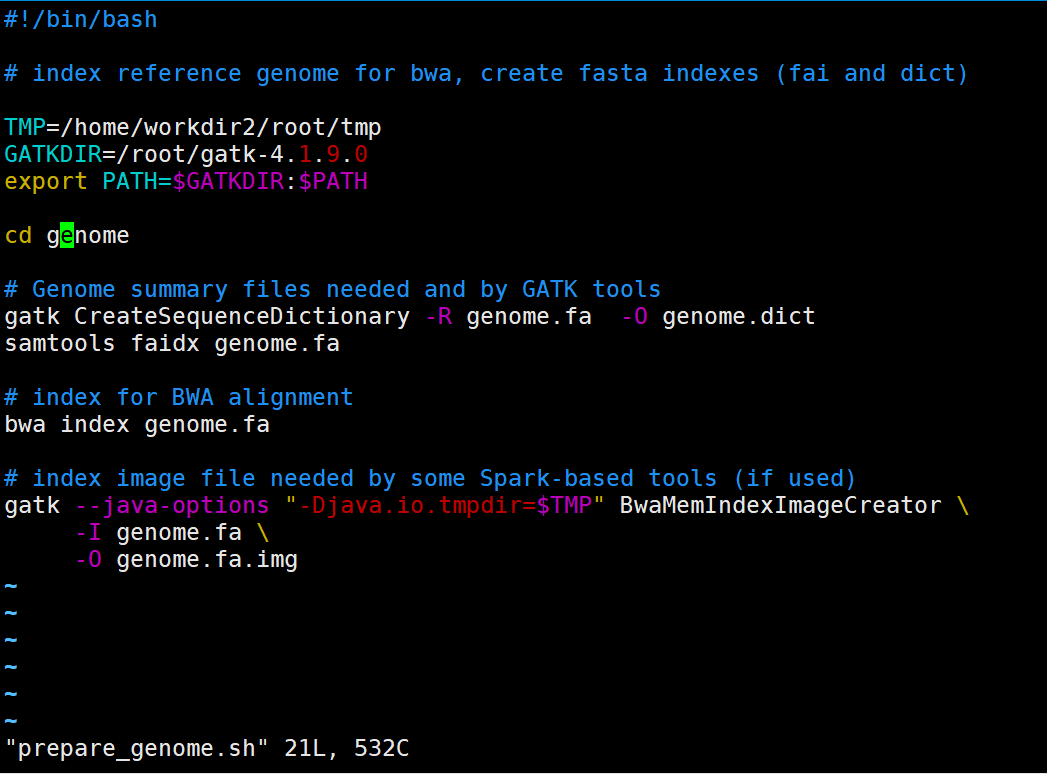 #!/bin/bash
# index reference genome for bwa, create fasta indexes (fai and dict)
TMP=/home/workdir2/root/tmp
GATKDIR=/root/gatk-4.1.9.0
export PATH=$GATKDIR:$PATH
cd genome
# Genome summary files needed and by GATK tools
gatk CreateSequenceDictionary -R genome.fa  -O genome.dict
samtools faidx genome.fa
# index for BWA alignment
bwa index genome.fa
# index image file needed by some Spark-based tools (if used)
gatk --java-options "-Djava.io.tmpdir=$TMP" BwaMemIndexImageCreator \
     -I genome.fa \
     -O genome.fa.img
~
~
~
~
~
~
"prepare_genome.sh" 21L, 532C